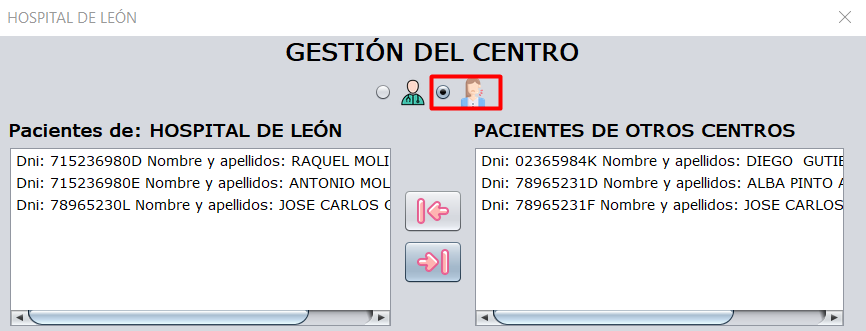 HOSPITAL DE LEÓN
GESTIÓN DEL CENTRO
Pacientes de: HOSPITAL DE LEÓN
Dni: 715236980D Nombre y apellidos: RAQUEL MOLI
Dni: 715236980E Nombre y apellidos: ANTONIO MOL
Dni: 78965230L Nombre y apellidos: JOSE CARLOS G
PACIENTES DE OTROS CENTROS
Dni: 02365984K Nombre y apellidos: DIEGO GUTIE
Dni: 78965231D Nombre y apellidos: ALBA PINTO A
Dni: 78965231F Nombre y apellidos: JOSE CARLOS